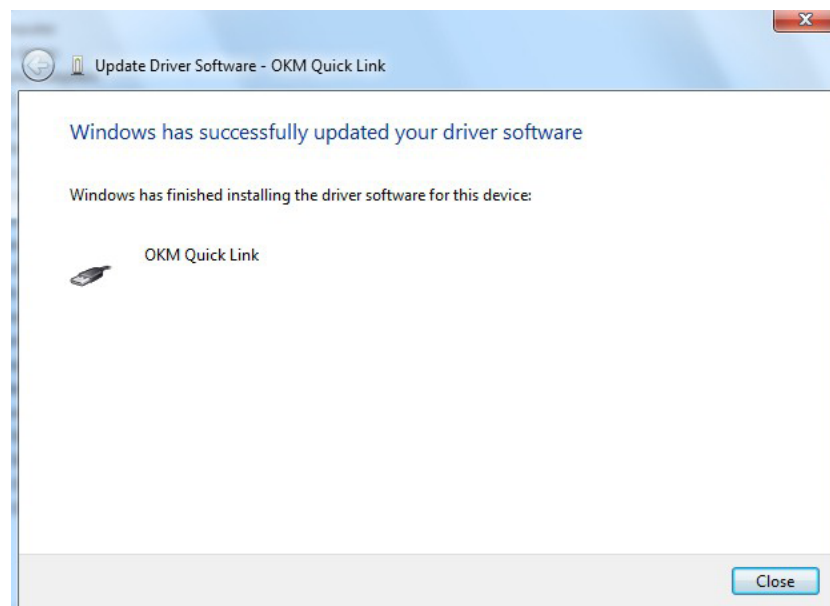 Update Driver Software - OKM Quick Link
Windows has successfully updated your driver software
Windows has finished installing the driver software for this device:
OKM Quick Link
Close